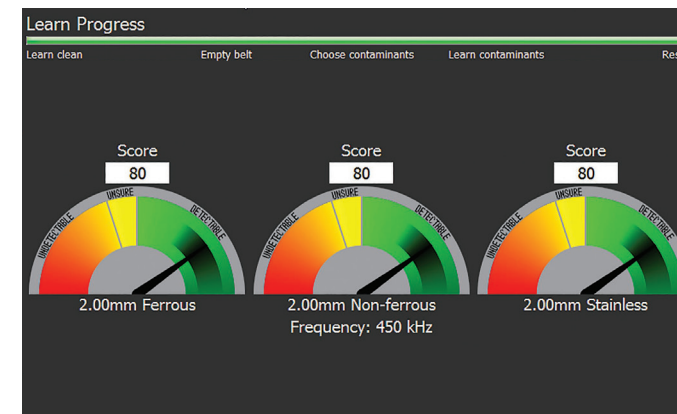 Learn Progress
Learn clean Empty belt Choose contaminants Learn contaminants Res
Score Score Score
80 80 80
UNDETECTABLE UNSURE DETECTABLE UNDETECTABLE UNSURE DETECTABLE UNDETECTABLE UNSURE DETECTABLE
2.00mm Ferrous 2.00mm Non-ferrous 2.00mm Stainless
Frequency: 450 kHz